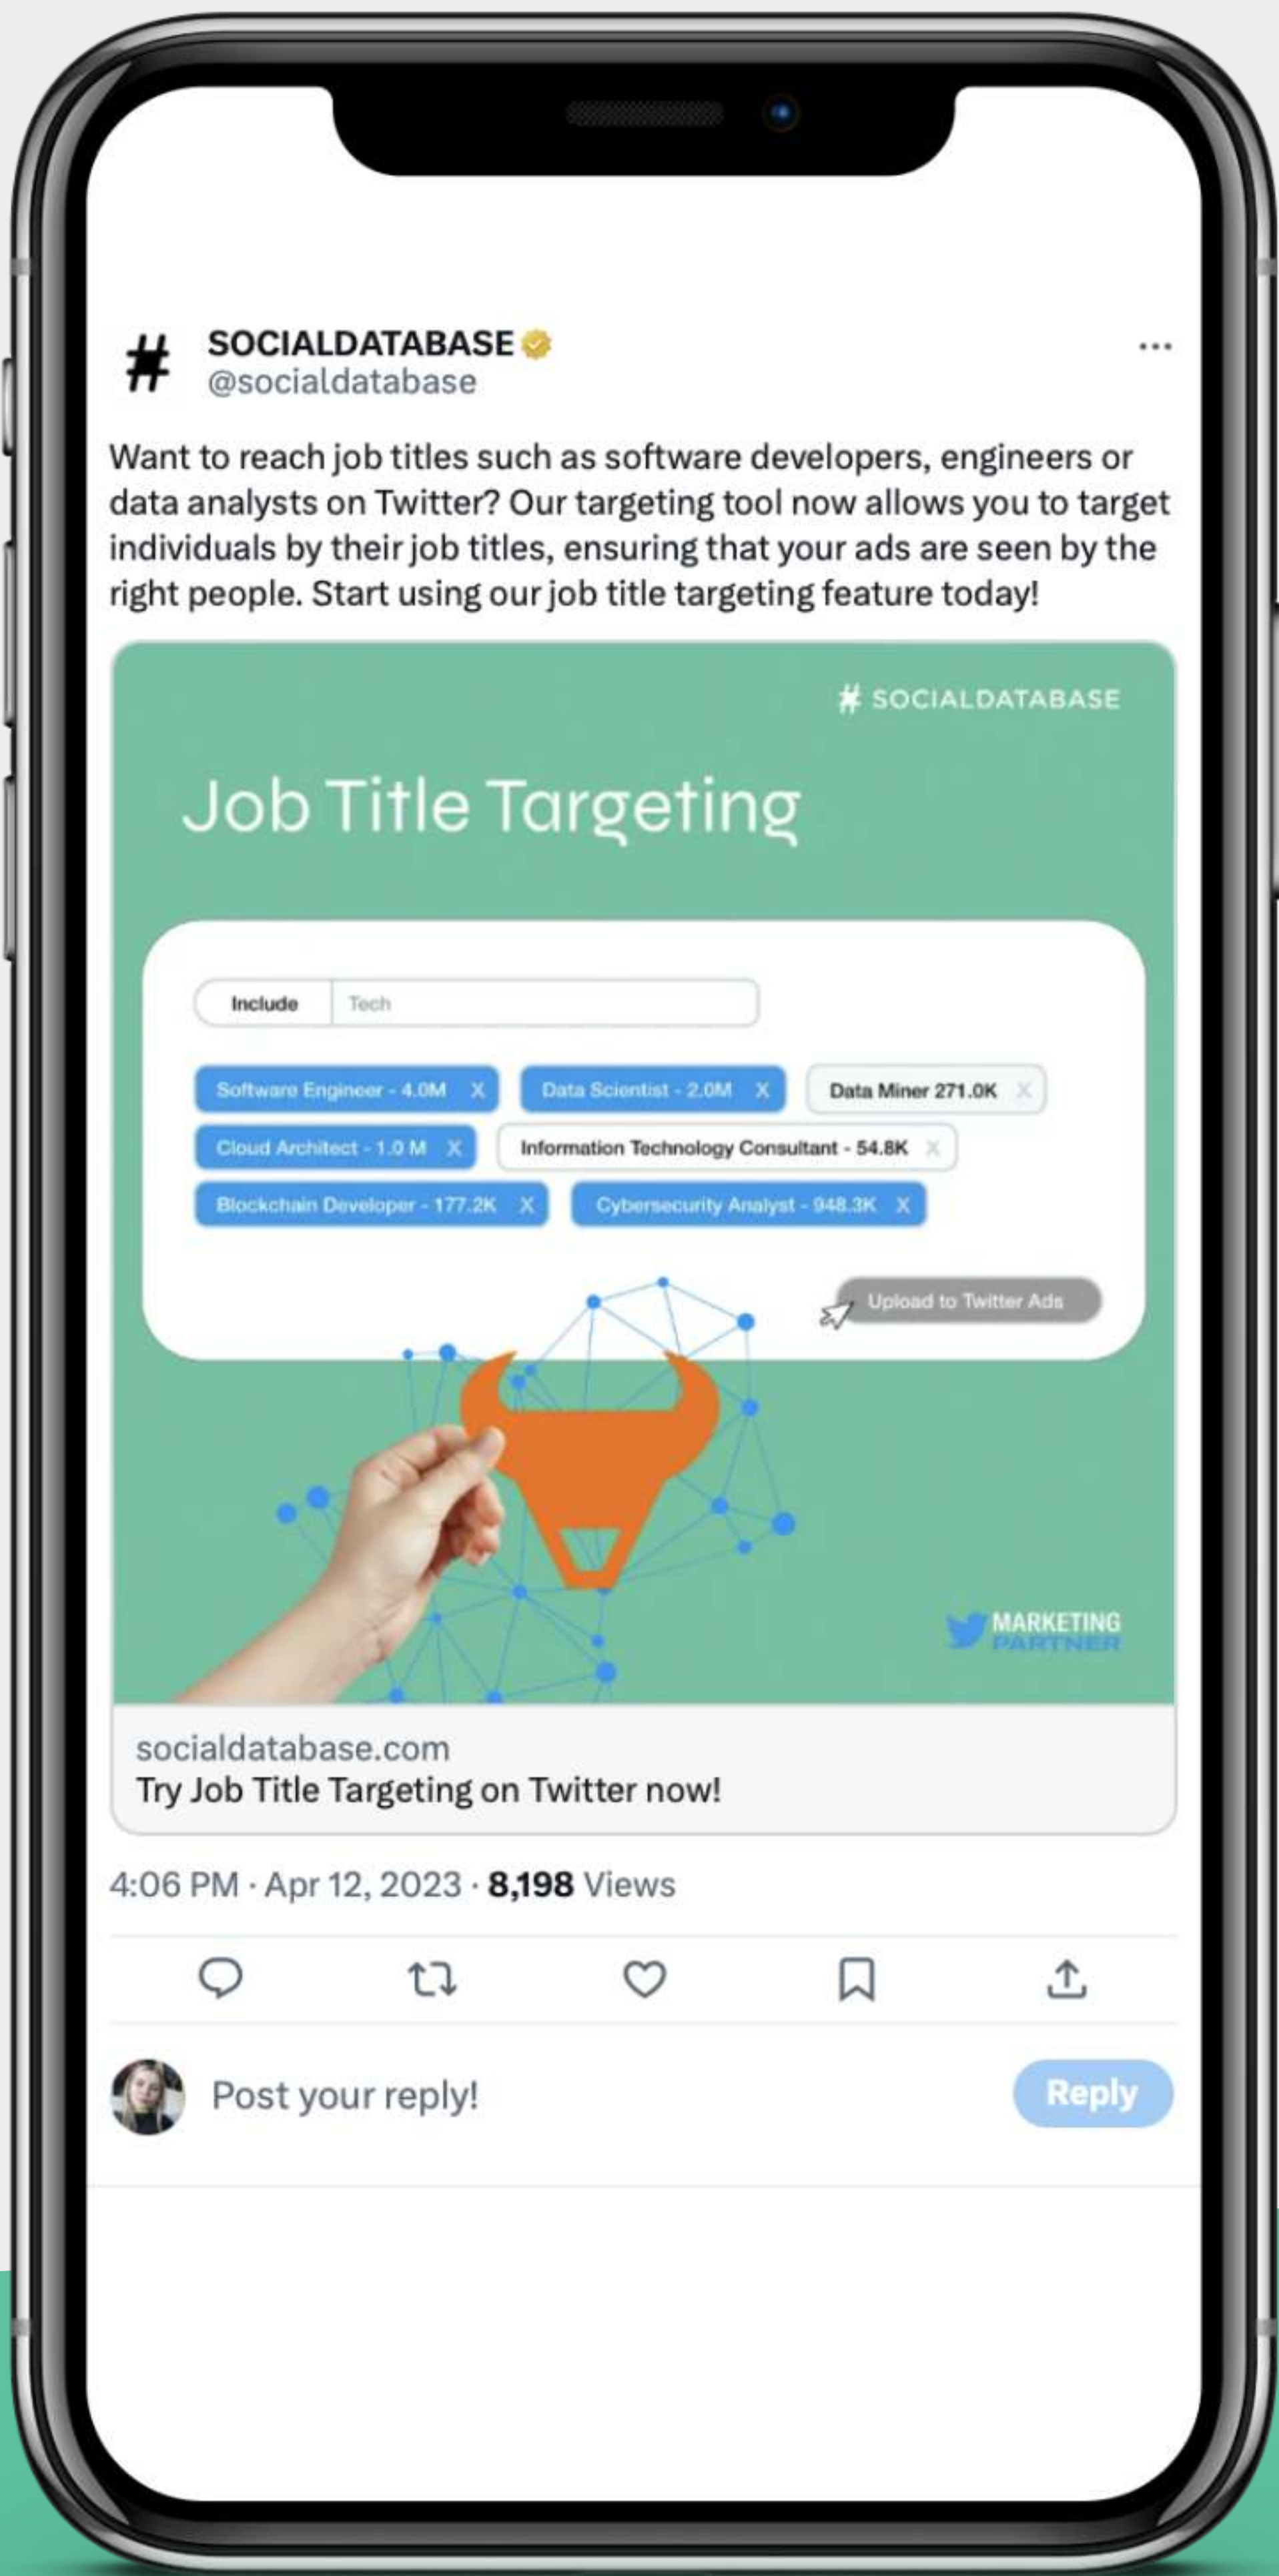 SOCIALDATABASE
@socialdatabase
Want to reach job titles such as software developers, engineers or
data analysts on Twitter? Our targeting tool now allows you to target
individuals by their job titles, ensuring that your ads are seen by the
right people. Start using our job title targeting feature today!
# SOCIALDATABASE
Job Title Targeting
Include Tech
Software Engineer - 4.0M X Data Scientist - 2.0M X Data Miner 271.0K X
Cloud Architect - 1.0 M X Information Technology Consultant - 54.8K X
Blockchain Developer - 177.2K X Cybersecurity Analyst - 948.3K X
Upload to Twitter Ads
MARKETING
PARTNER
socialdatabase.com
Try Job Title Targeting on Twitter now!
4:06 PM · Apr 12, 2023 · 8,198 Views
Post your reply! Reply